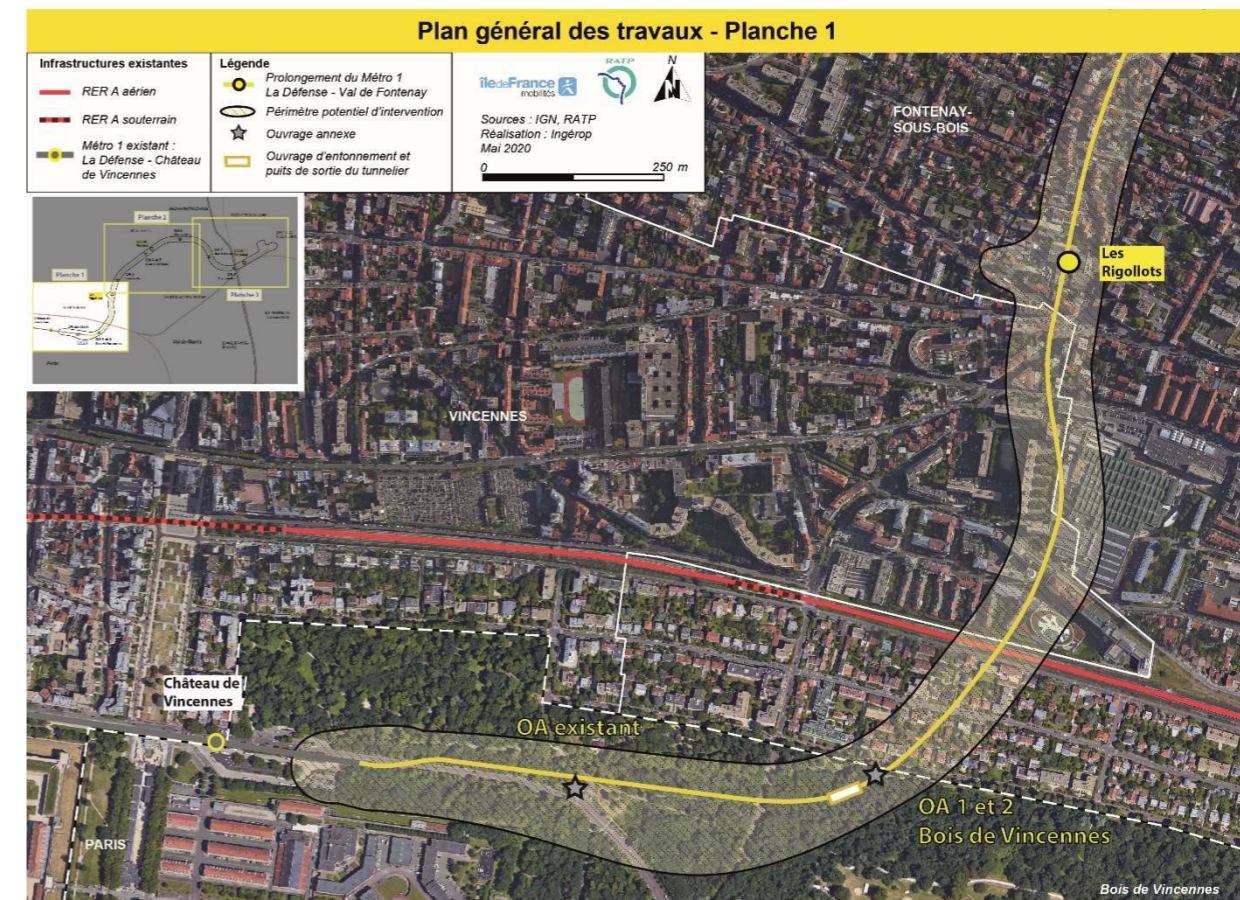 Plan général des travaux - Planche 1
Infrastructures existantes
RER A aérien
RER A souterrain
Métro 1 existant :
La Défense - Château
de Vincennes
Légende
Prolongement du Métro 1
La Défense - Val de Fontenay
Périmètre potentiel d'intervention
Ouvrage annexe
Ouvrage d'entonnement et
puits de sortie du tunnelier
îledeFrance
mobilités
RATP
N
Sources : IGN, RATP
Réalisation : Ingérop
Mai 2020
0 250 m
Planche 2
Planche 1
Planche 3
FONTENAY-
SOUS-BOIS
Les
Rigollots
VINCENNES
Château de
Vincennes
OA existant
OA 1 et 2
Bois de Vincennes
PARIS
Bois de Vincennes